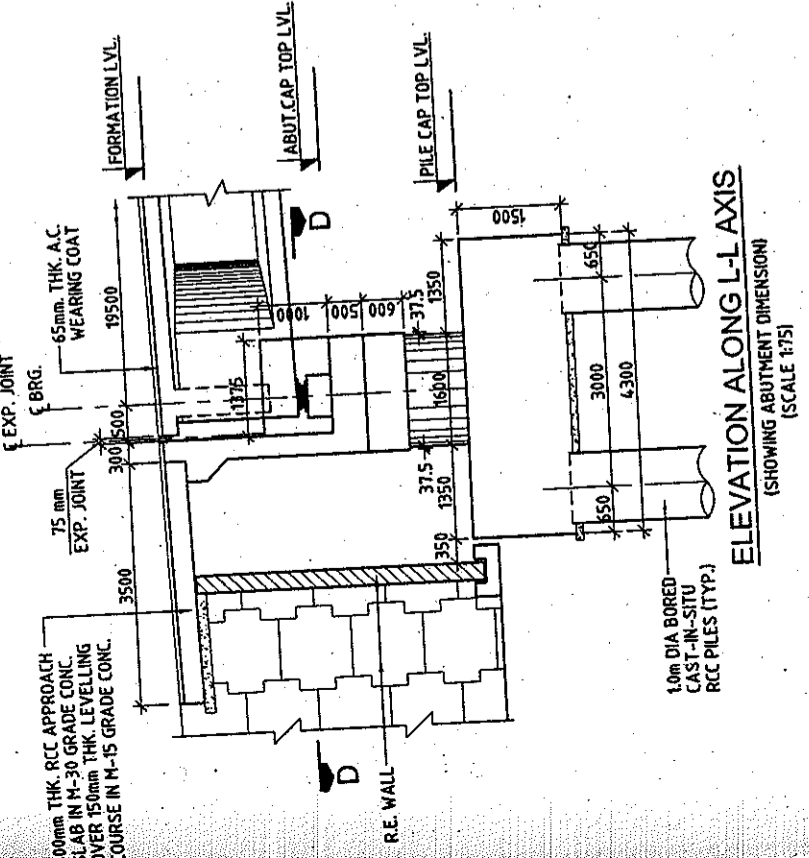 ₵ EXP. JOINT
₵ BRG.
75 mm
EXP. JOINT
65mm. THK. A.C.
WEARING COAT
FORMATION LVL.
ABUT.CAP TOP LVL.
PILE CAP TOP LVL.
3500
300
500
19500
1375
1000
500
600
D
D
00mm THK. RCC APPROACH
SLAB IN M-30 GRADE CONC.
OVER 150mm THK. LEVELLING
COURSE IN M-15 GRADE CONC.
R.E. WALL
37.5
1600
37.5
350
1350
1350
1500
650
3000
650
4300
1.0m DIA BORED
CAST-IN-SITU
RCC PILES (TYP.)
ELEVATION ALONG L-L AXIS
(SHOWING ABUTMENT DIMENSION)
(SCALE 1:75)